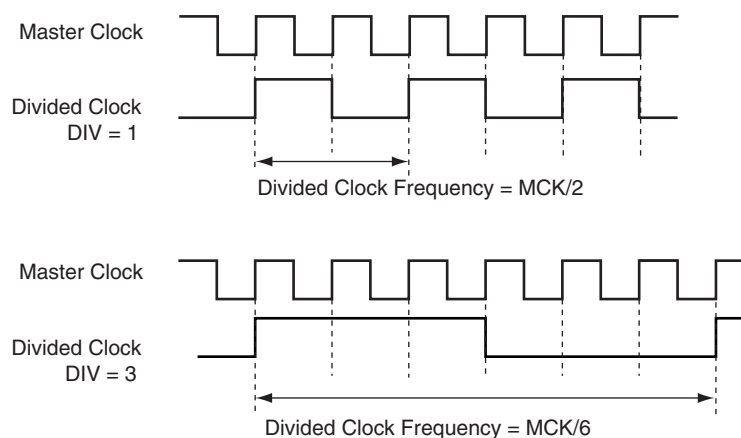 Master Clock
Divided Clock
DIV = 1
Divided Clock Frequency = MCK/2
Master Clock
Divided Clock
DIV = 3
Divided Clock Frequency = MCK/6